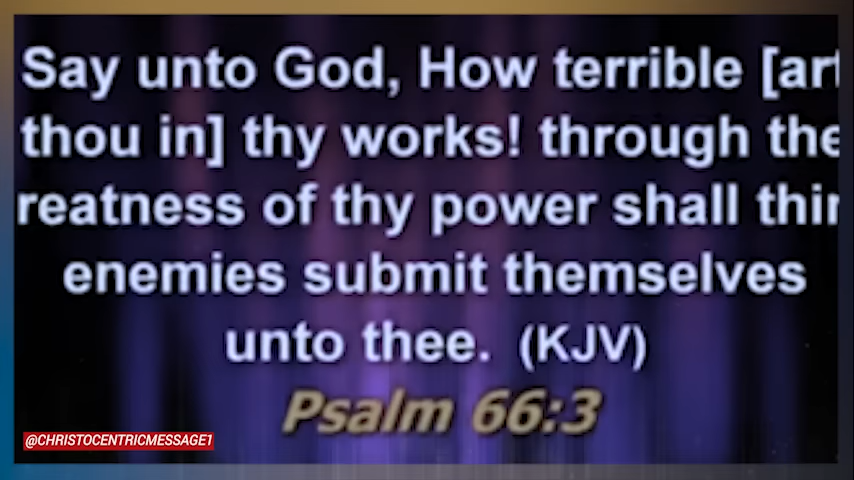 Say unto God, How terrible [art
thou in] thy works! through the
reatness of thy power shall thin
enemies submit themselves
unto thee. (KJV)
Psalm 66:3
@CHRISTOCENTRICMESSAGE1